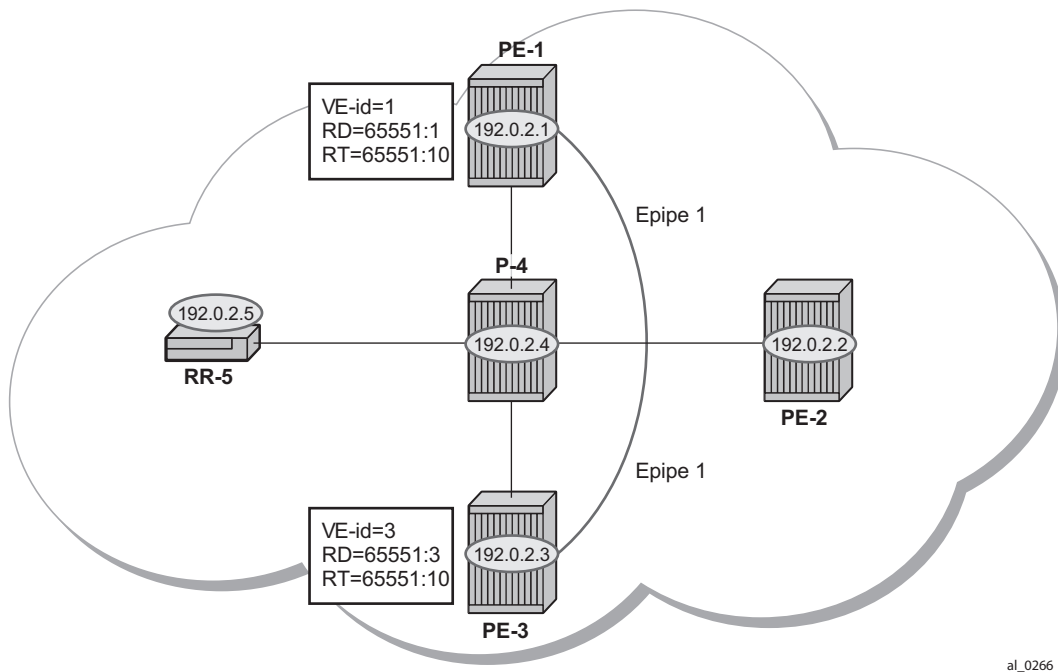 PE-1
VE-id=1
RD=65551:1
RT=65551:10
192.0.2.1
Epipe 1
P-4
192.0.2.5
192.0.2.4
192.0.2.2
RR-5
PE-2
Epipe 1
VE-id=3
RD=65551:3
RT=65551:10
192.0.2.3
PE-3
al_0266